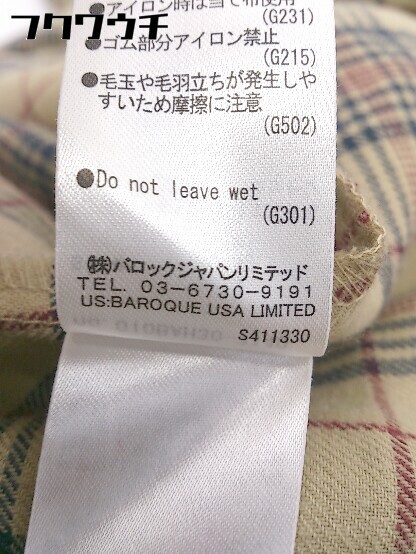 フクワウチ
●アイロン時は当て布使用
(G231)
●ゴム部分アイロン禁止
(G215)
●毛玉や毛羽立ちが発生しや
すいため摩擦に注意
(G502)
●Do not leave wet
(G301)
㈱バロックジャパンリミテッド
TEL. 03-6730-9191
US:BAROQUE USA LIMITED
S411330